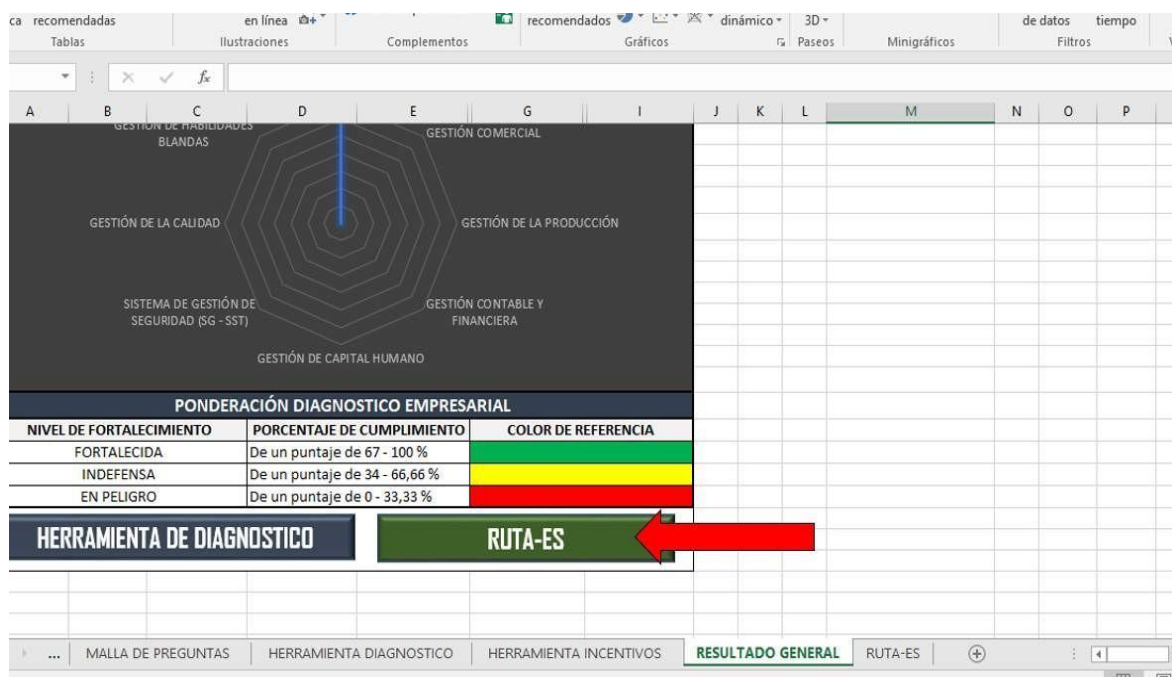 ca recomendadas
en línea
recomendados
dinámico
3D
de datos
tiempo
Tablas
Ilustraciones
Complementos
Gráficos
Paseos
Minigráficos
Filtros
fx
A B C D E G I J K L M N O P
GESTIÓN DE HABILIDADES
BLANDAS
GESTIÓN COMERCIAL
GESTIÓN DE LA CALIDAD
GESTIÓN DE LA PRODUCCIÓN
SISTEMA DE GESTIÓN DE
SEGURIDAD (SG - SST)
GESTIÓN CONTABLE Y
FINANCIERA
GESTIÓN DE CAPITAL HUMANO
PONDERACIÓN DIAGNOSTICO EMPRESARIAL
NIVEL DE FORTALECIMIENTO PORCENTAJE DE CUMPLIMIENTO COLOR DE REFERENCIA
FORTALECIDA De un puntaje de 67 - 100 %
INDEFENSA De un puntaje de 34 - 66,66 %
EN PELIGRO De un puntaje de 0 - 33,33 %
HERRAMIENTA DE DIAGNOSTICO
RUTA-ES
... MALLA DE PREGUNTAS HERRAMIENTA DIAGNOSTICO HERRAMIENTA INCENTIVOS RESULTADO GENERAL RUTA-ES